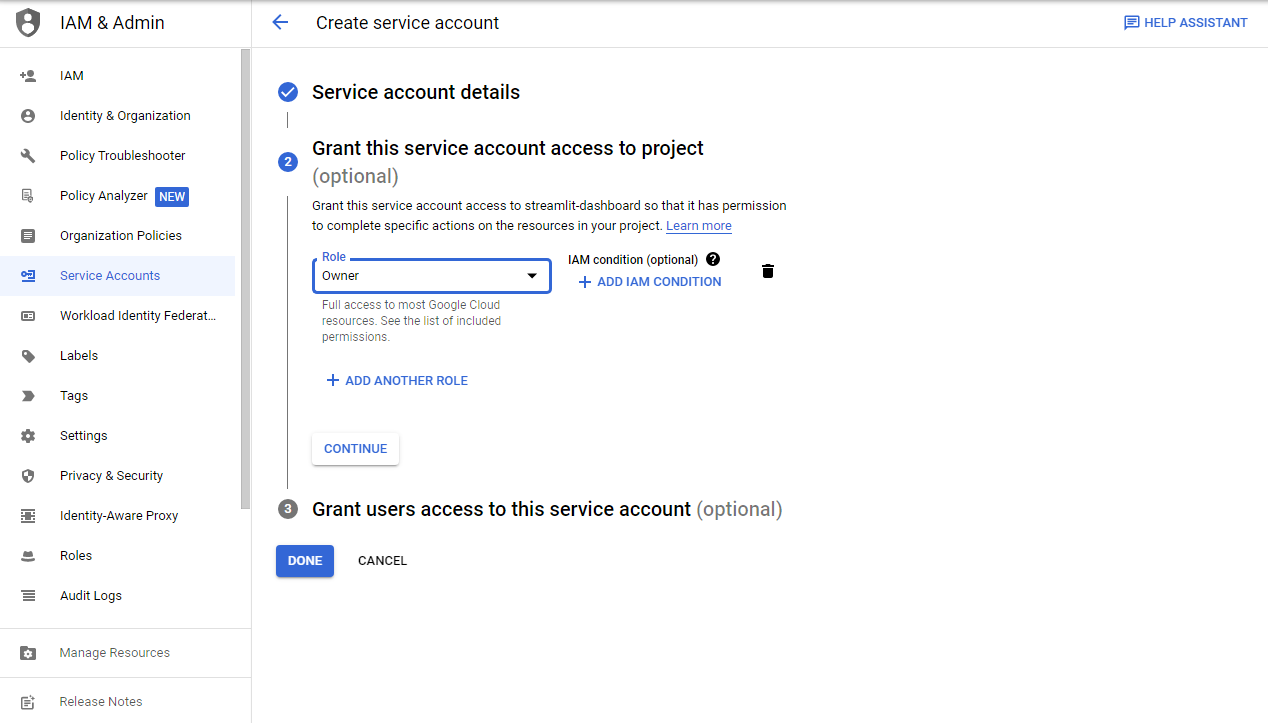 IAM & Admin
Create service account
HELP ASSISTANT
IAM
Identity & Organization
Policy Troubleshooter
Policy Analyzer NEW
Organization Policies
Service Accounts
Workload Identity Federat...
Labels
Tags
Settings
Privacy & Security
Identity-Aware Proxy
Roles
Audit Logs
Manage Resources
Release Notes
Service account details
2
Grant this service account access to project
(optional)
Grant this service account access to streamlit-dashboard so that it has permission
to complete specific actions on the resources in your project. Learn more
Role
Owner
Full access to most Google Cloud
resources. See the list of included
permissions.
IAM condition (optional) ?
+ ADD IAM CONDITION
+ ADD ANOTHER ROLE
CONTINUE
3 Grant users access to this service account (optional)
DONE CANCEL